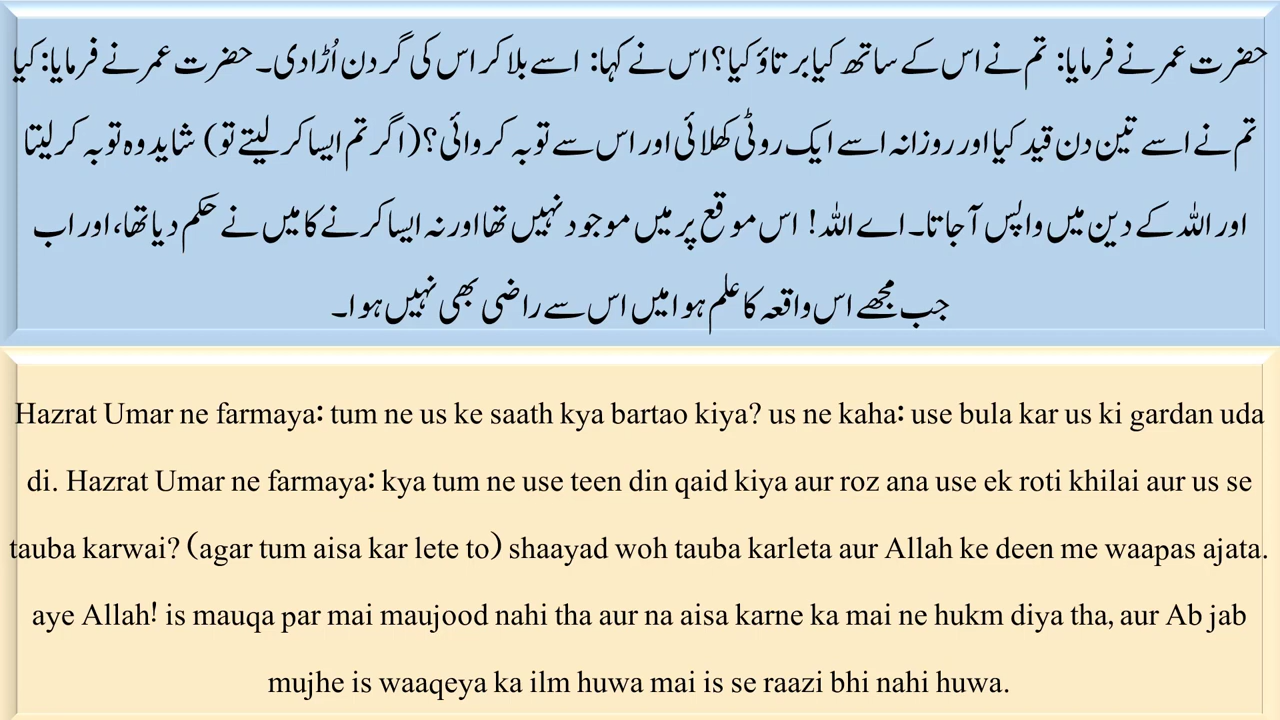 حضرت عمر نے فرمایا: تم نے اس کے ساتھ کیا برتاؤ کیا؟ اس نے کہا: اسے بلا کر اس کی گردن اُڑا دی۔ حضرت عمر نے فرمایا: کیا
تم نے اسے تین دن قید کیا اور روزانہ اسے ایک روٹی کھلائی اور اس سے توبہ کروائی؟ (اگر تم ایسا کر لیتے تو) شاید وہ توبہ کر لیتا
اور اللہ کے دین میں واپس آ جاتا۔ اے اللہ! اس موقع پر میں موجود نہیں تھا اور نہ ایسا کرنے کا میں نے حکم دیا تھا، اور اب
جب مجھے اس واقعہ کا علم ہوا میں اس سے راضی بھی نہیں ہوا۔
Hazrat Umar ne farmaya: tum ne us ke saath kya bartao kiya? us ne kaha: use bula kar us ki gardan uda
di. Hazrat Umar ne farmaya: kya tum ne use teen din qaid kiya aur roz ana use ek roti khilai aur us se
tauba karwai? (agar tum aisa kar lete to) shaayad woh tauba karleta aur Allah ke deen me waapas ajata.
aye Allah! is mauqa par mai maujood nahi tha aur na aisa karne ka mai ne hukm diya tha, aur Ab jab
mujhe is waaqeya ka ilm huwa mai is se raazi bhi nahi huwa.